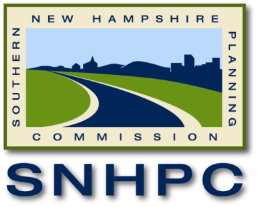 NEW HAMPSHIRE
SOUTHERN
PLANNING
COMMISSION
SNHPC